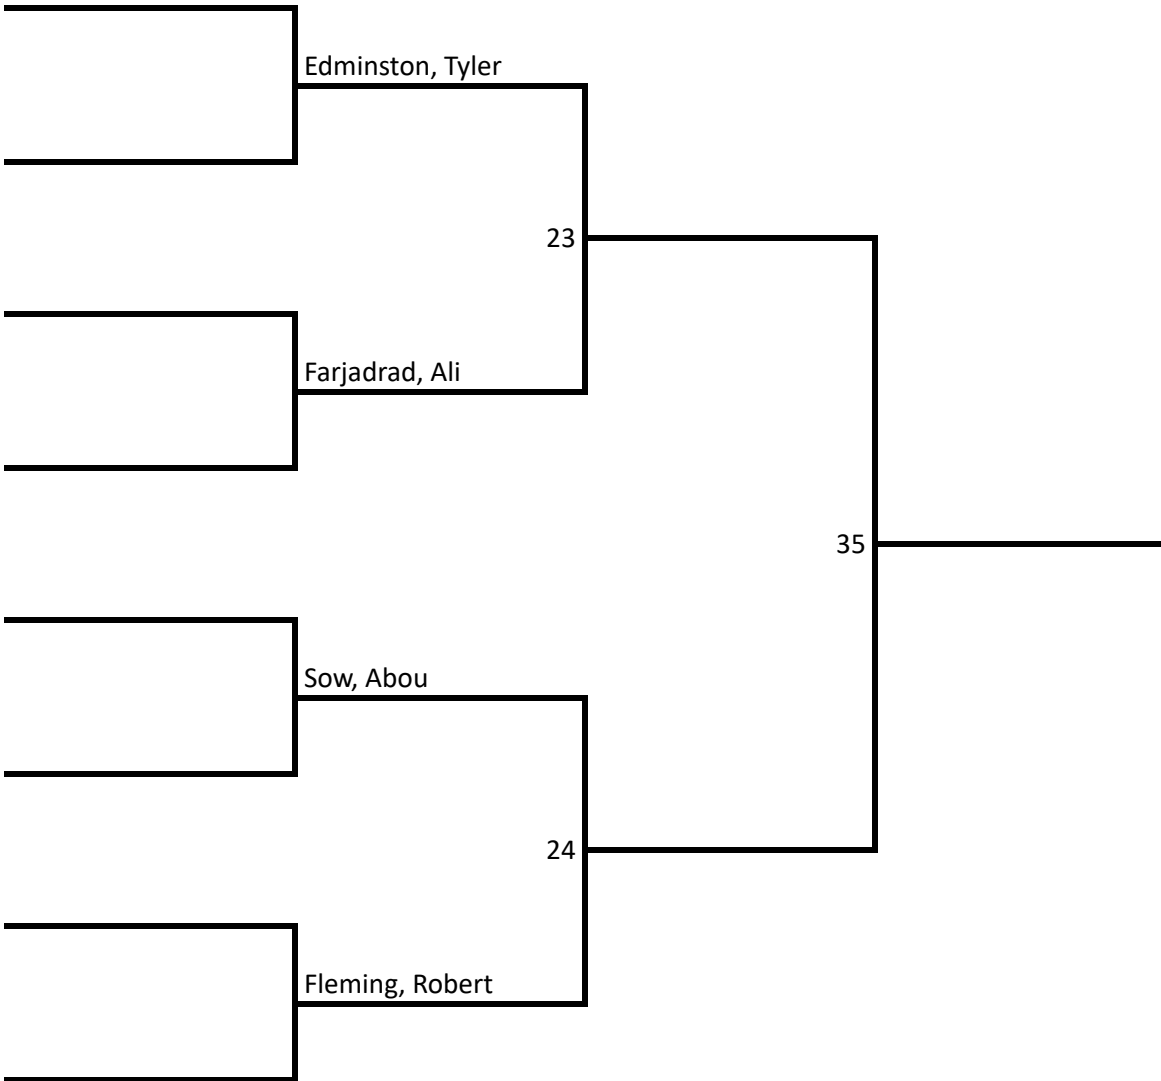 Edminston, Tyler
23
Farjadrad, Ali
35
Sow, Abou
24
Fleming, Robert